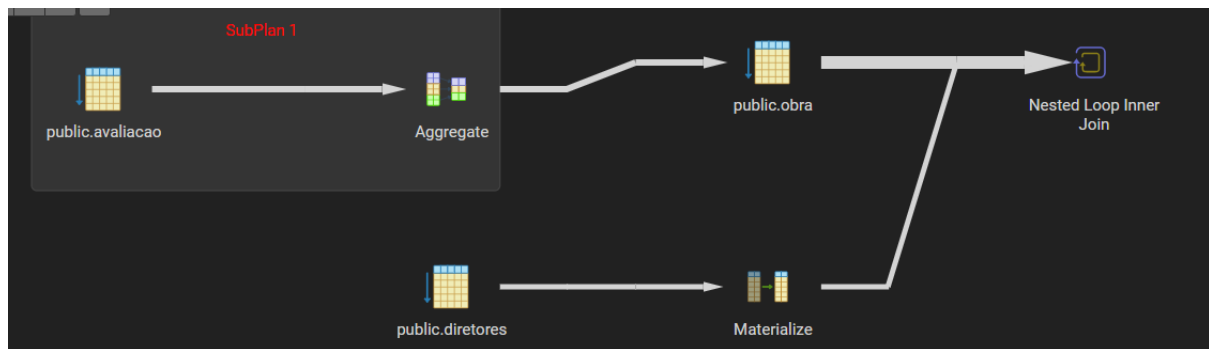 SubPlan 1
public.avaliacao
Aggregate
public.obra
Nested Loop Inner
Join
public.diretores
Materialize